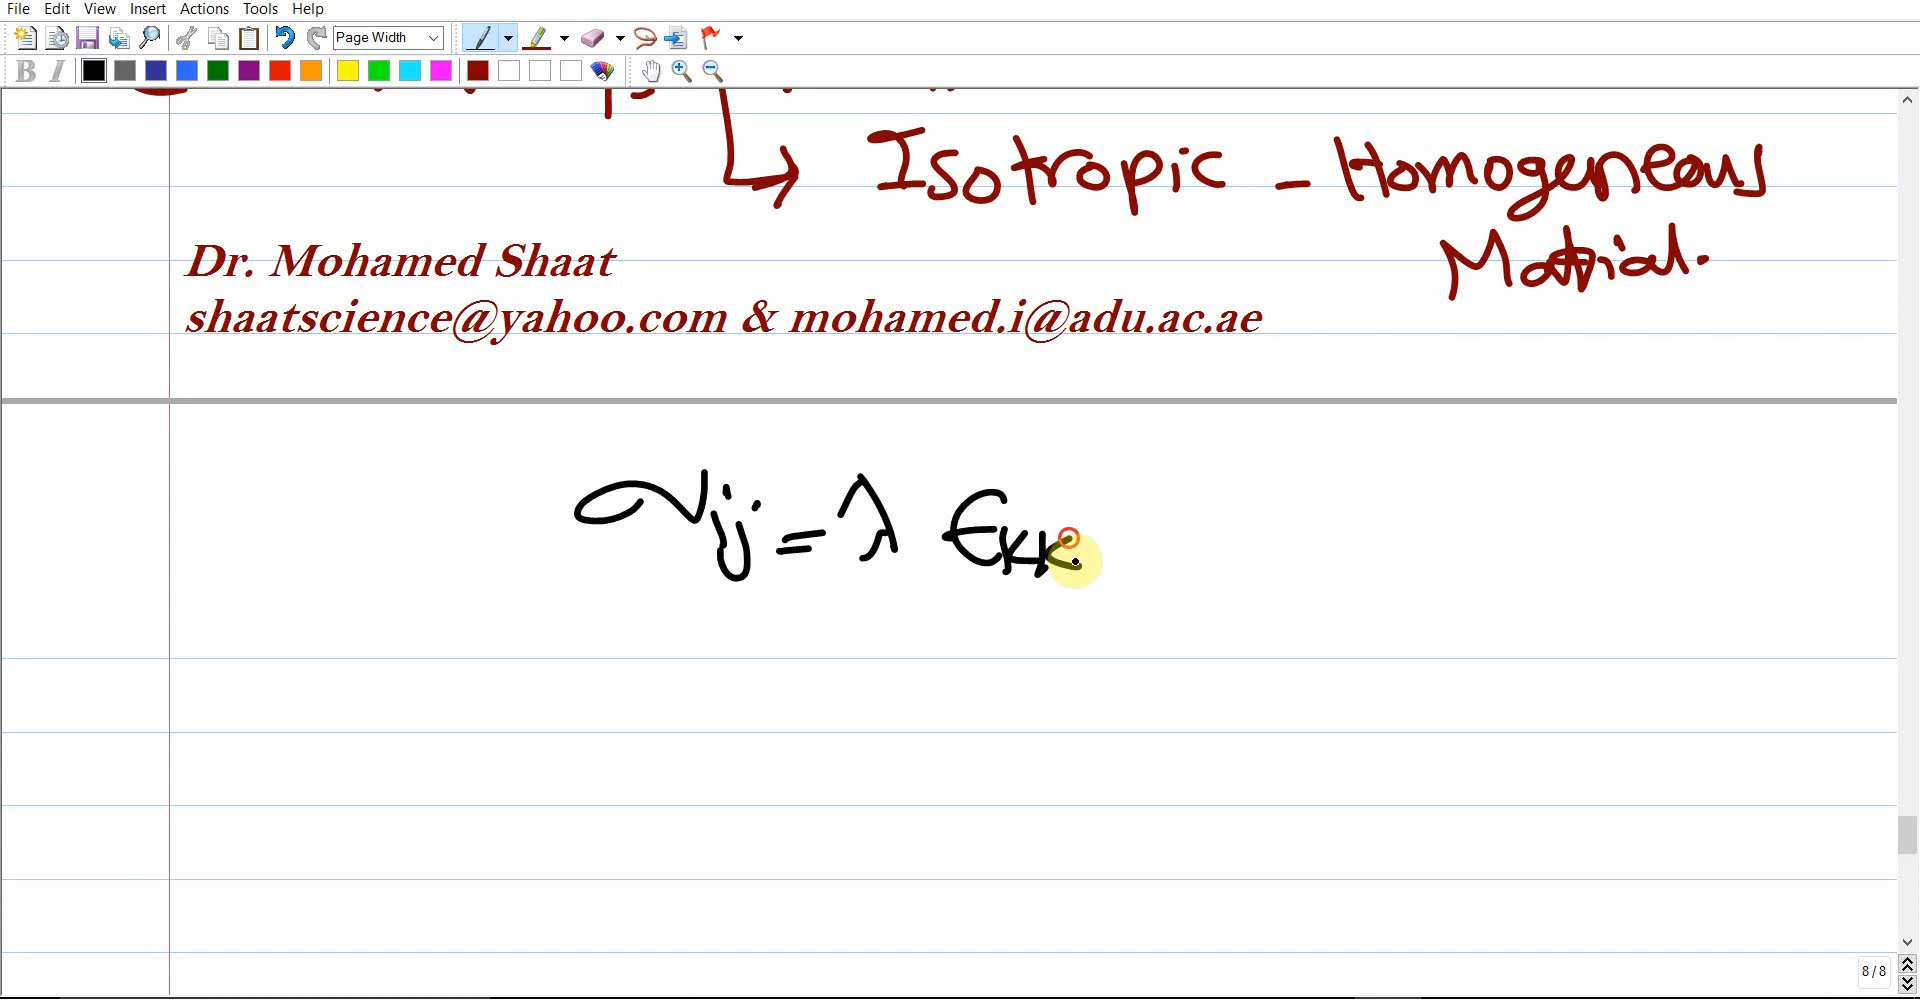 File Edit View Insert Actions Tools Help
Page Width
B I
→ Isotropic - Homogeneous
Material.
Dr. Mohamed Shaat
shaatscience@yahoo.com & mohamed.i@adu.ac.ae
σij = λ ϵkk
8 / 8